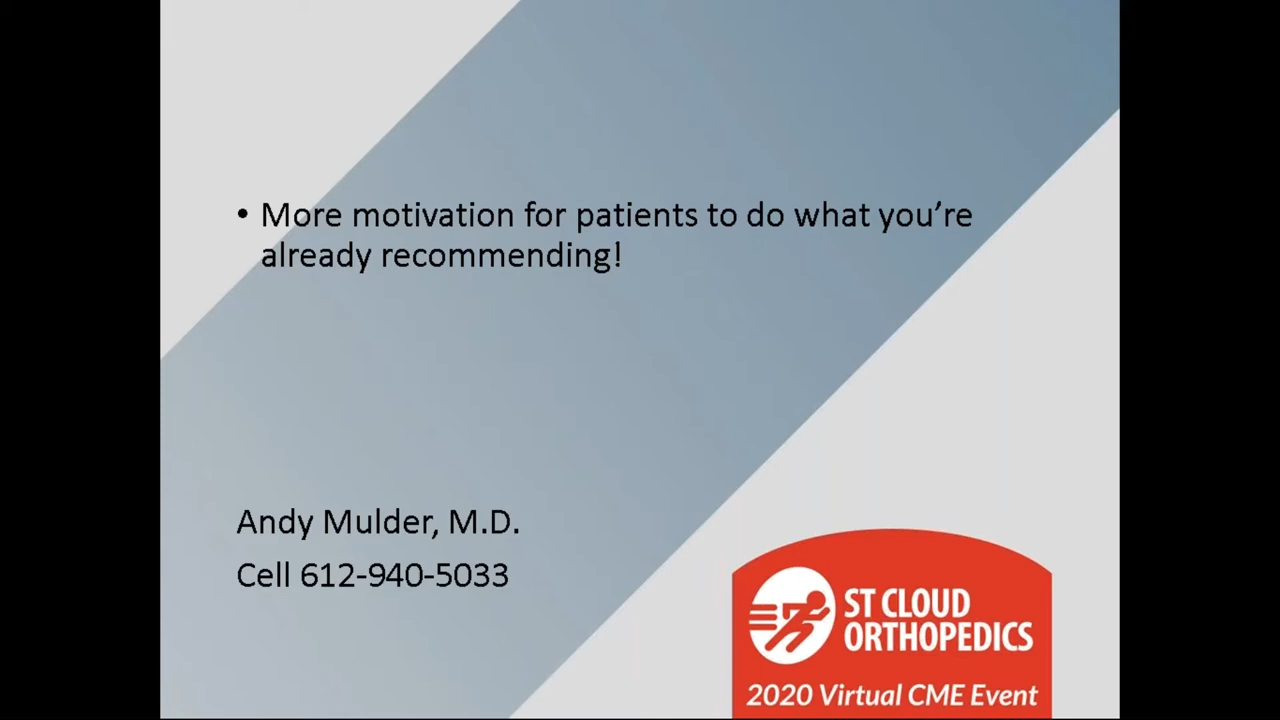 • More motivation for patients to do what you’re
already recommending!
Andy Mulder, M.D.
Cell 612-940-5033
ST CLOUD
ORTHOPEDICS
2020 Virtual CME Event